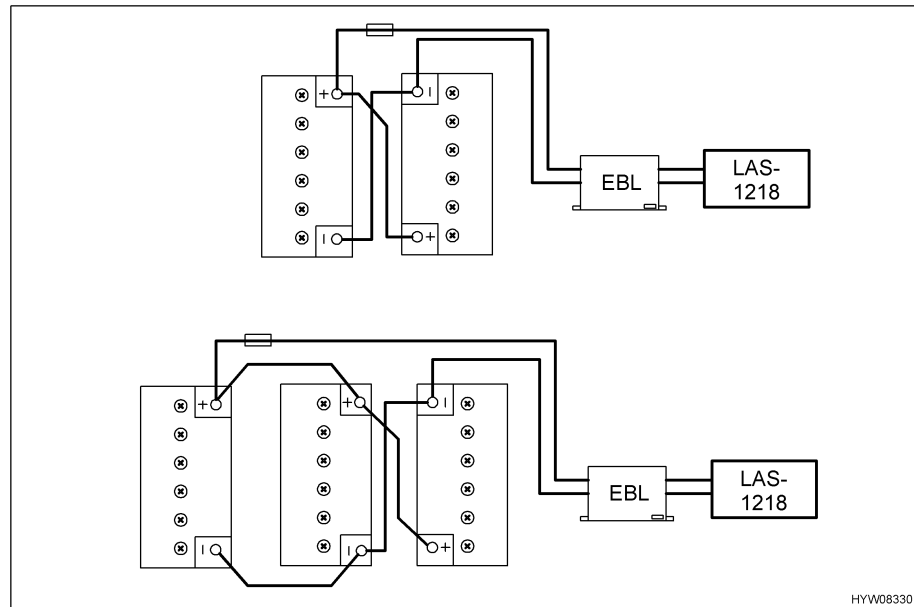 + –
– +
EBL
LAS-
1218
+ + –
– – +
EBL
LAS-
1218
HYW08330